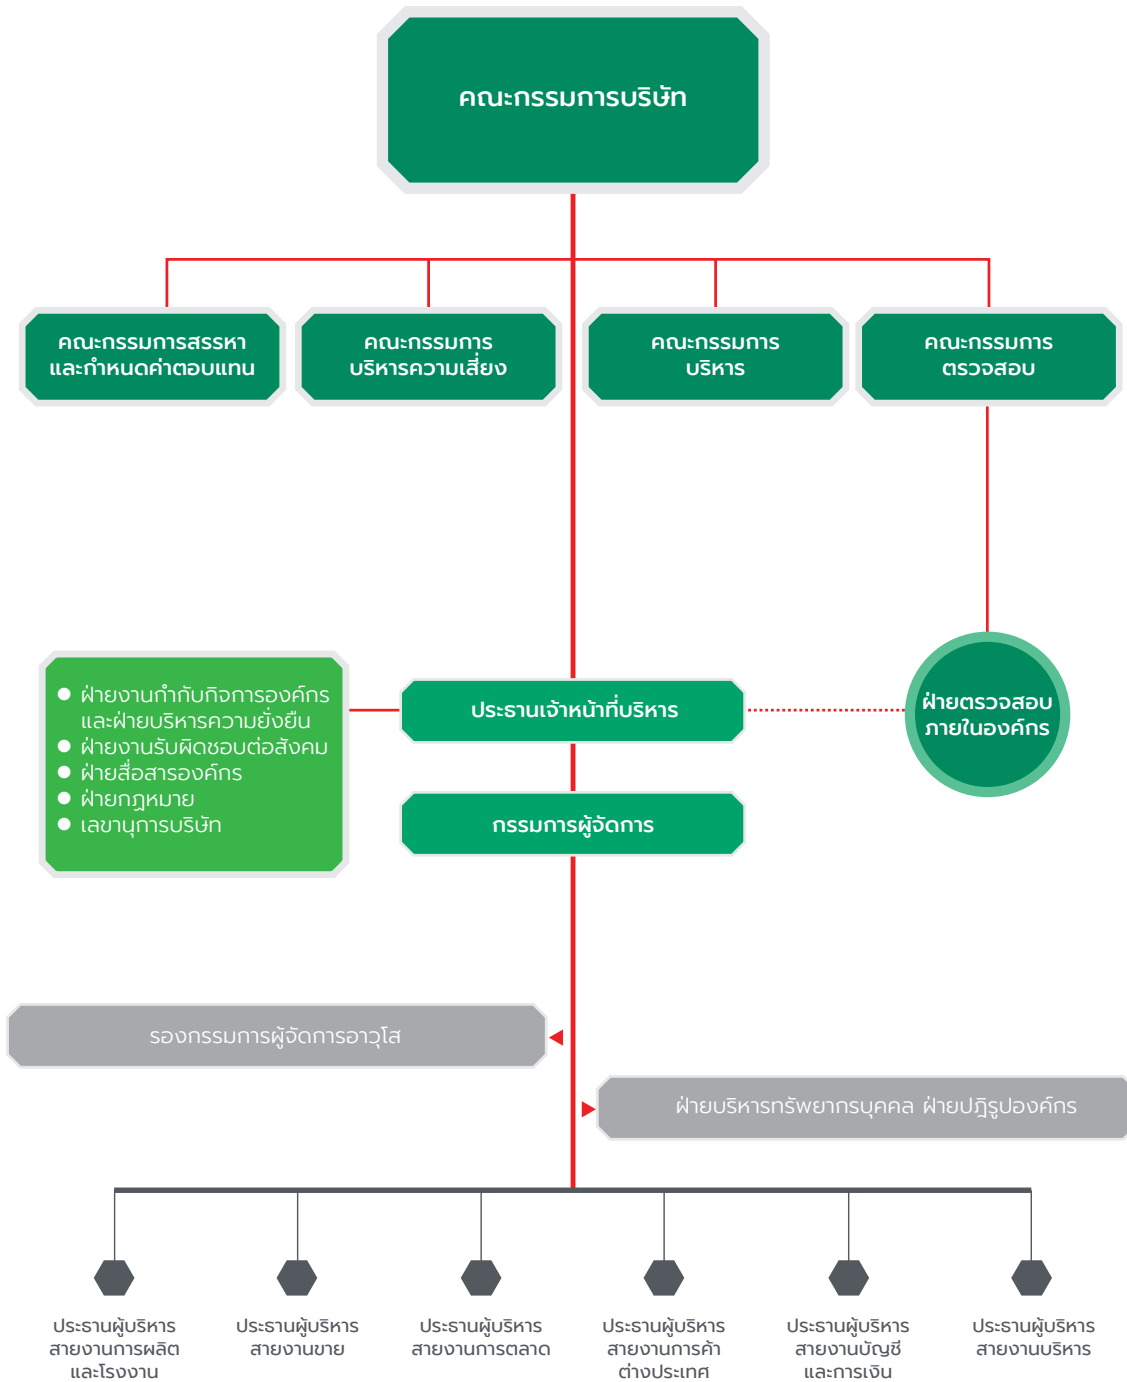 คณะกรรมการบริษัท
คณะกรรมการสรรหา
และกำหนดค่าตอบแทน
คณะกรรมการ
บริหารความเสี่ยง
คณะกรรมการ
บริหาร
คณะกรรมการ
ตรวจสอบ
ฝ่ายงานกำกับกิจการองค์กร
และฝ่ายบริหารความยั่งยืน
ฝ่ายงานรับผิดชอบต่อสังคม
ฝ่ายสื่อสารองค์กร
ฝ่ายกฎหมาย
เลขานุการบริษัท
ประธานเจ้าหน้าที่บริหาร
ฝ่ายตรวจสอบ
ภายในองค์กร
กรรมการผู้จัดการ
รองกรรมการผู้จัดการอาวุโส
ฝ่ายบริหารทรัพยากรบุคคล ฝ่ายปฎิรูปองค์กร
ประธานผู้บริหาร
สายงานการผลิต
และโรงงาน
ประธานผู้บริหาร
สายงานขาย
ประธานผู้บริหาร
สายงานการตลาด
ประธานผู้บริหาร
สายงานการค้า
ต่างประเทศ
ประธานผู้บริหาร
สายงานบัญชี
และการเงิน
ประธานผู้บริหาร
สายงานบริหาร